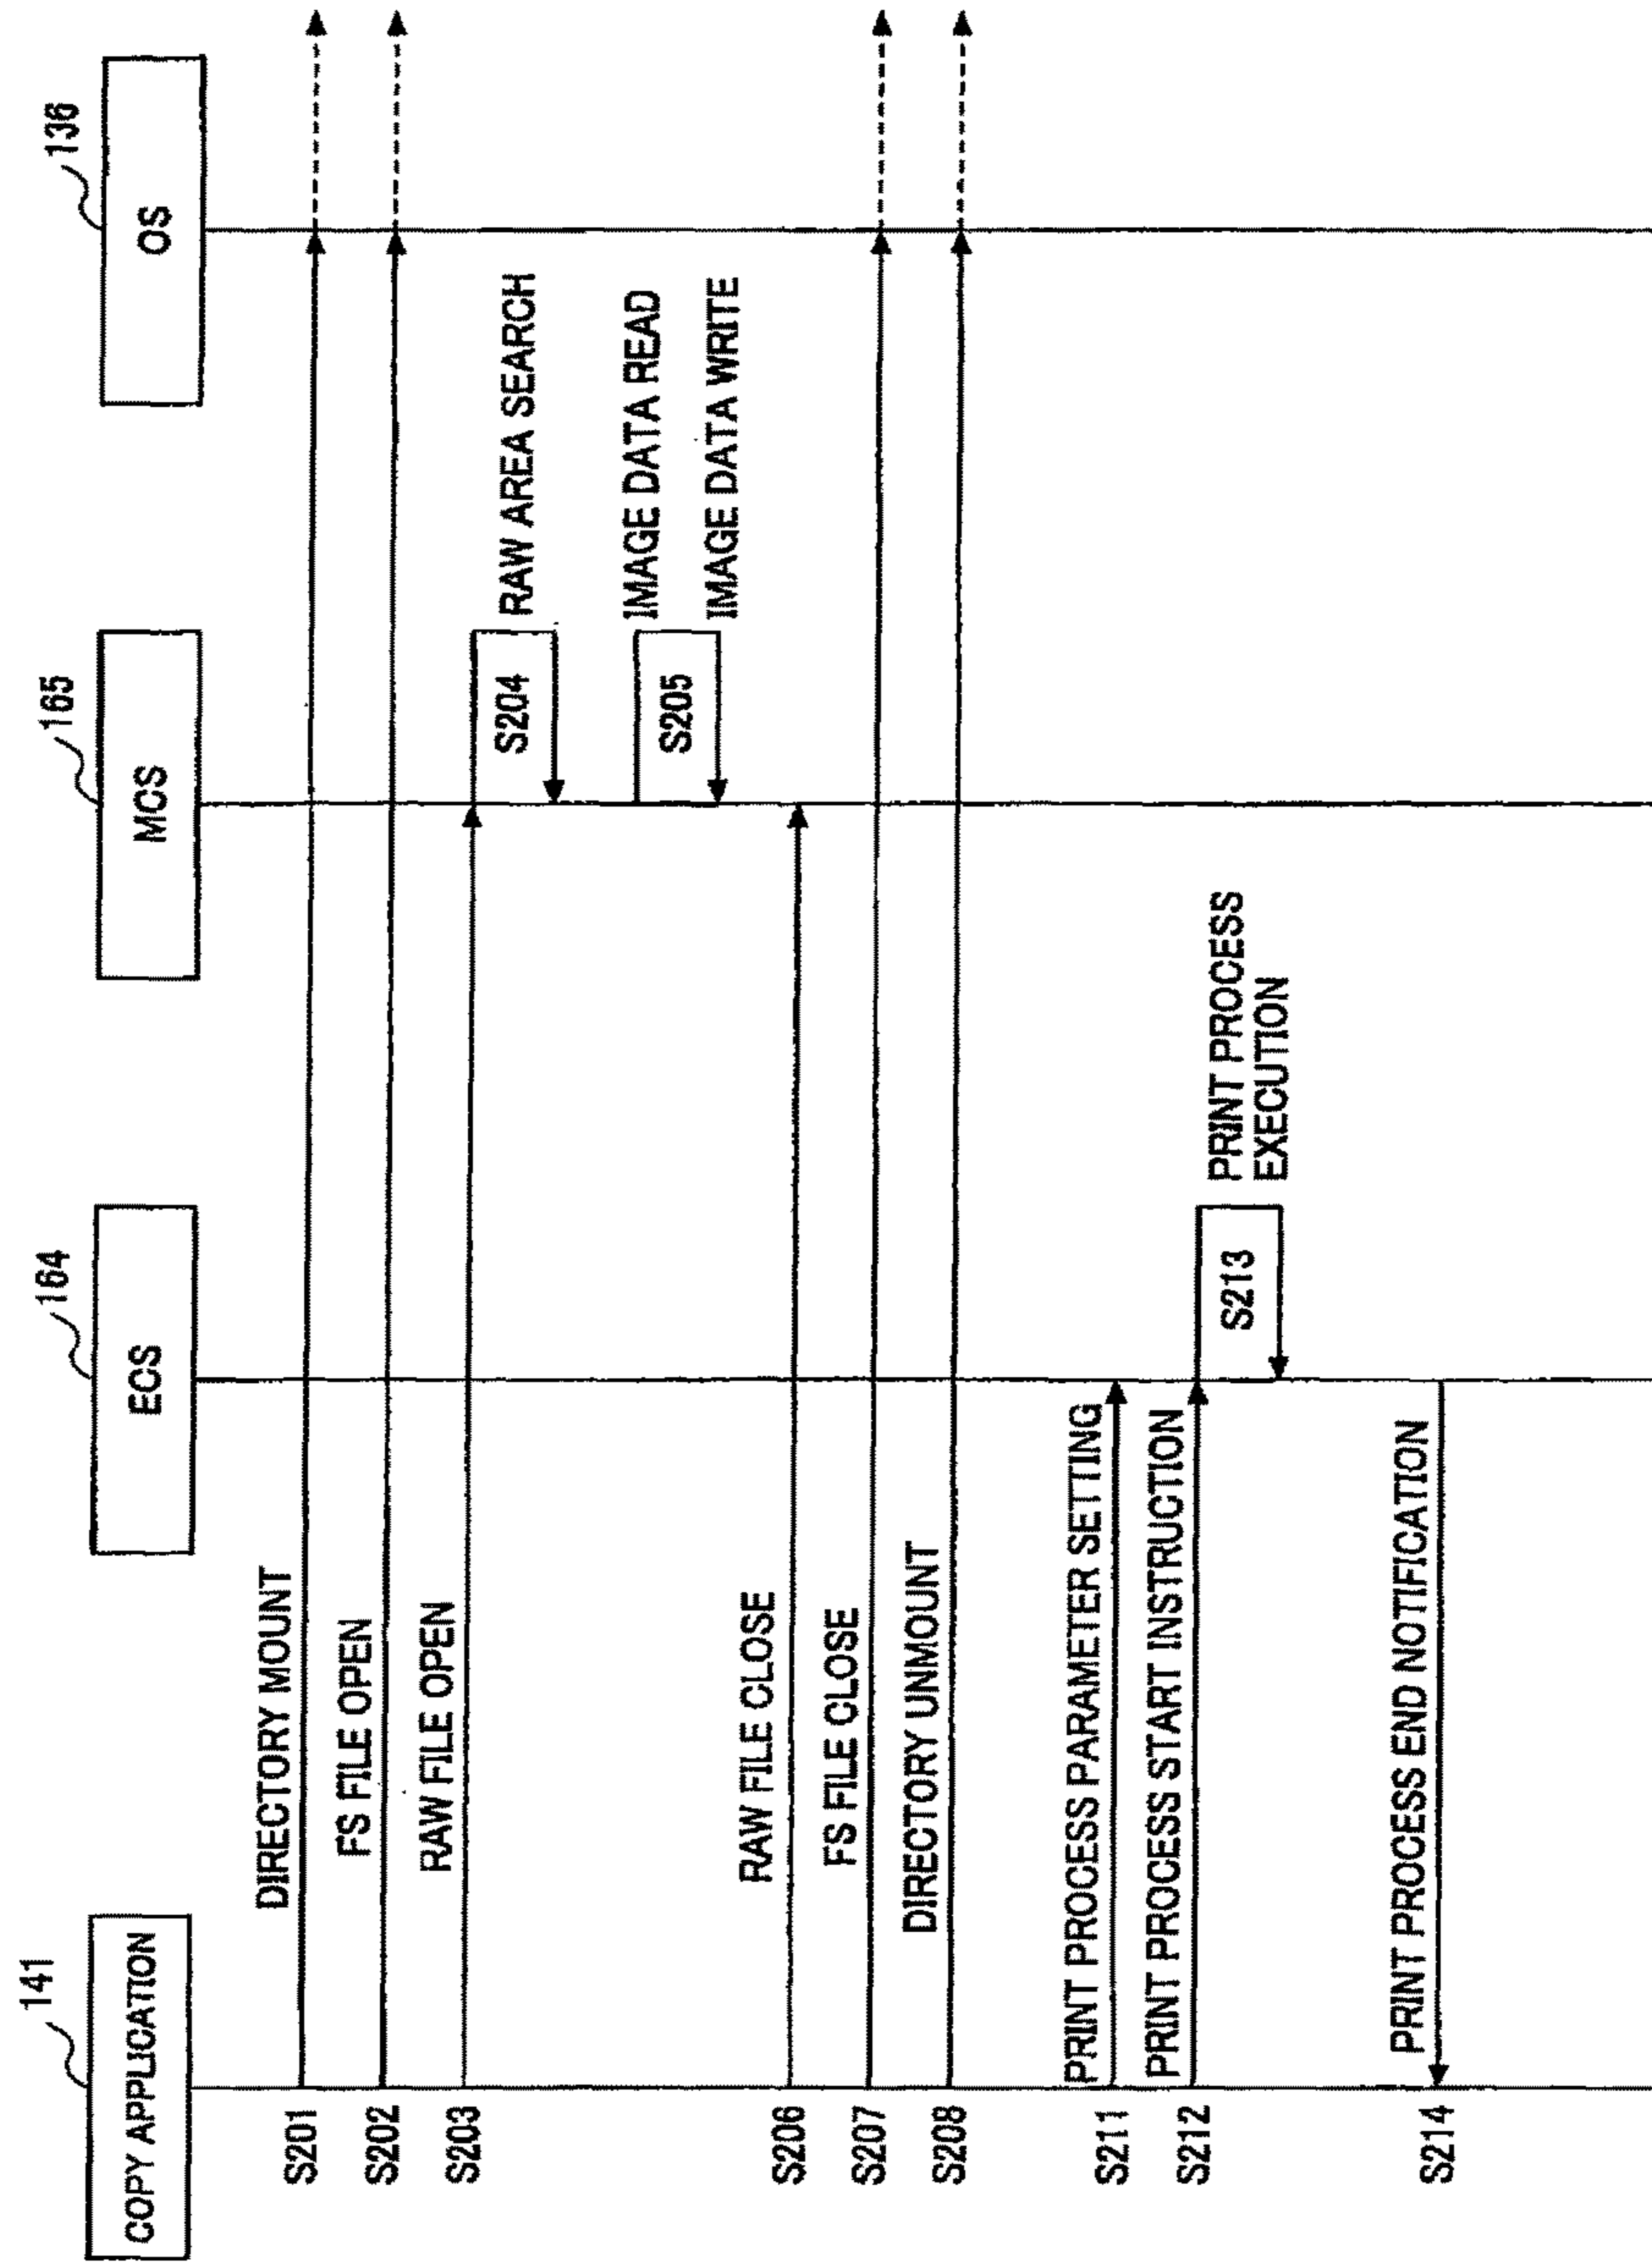 141
COPY APPLICATION
164
ECS
165
MCS
136
OS
S201
DIRECTORY MOUNT
S202
FS FILE OPEN
S203
RAW FILE OPEN
S204
RAW AREA SEARCH
IMAGE DATA READ
S205
IMAGE DATA WRITE
S206
RAW FILE CLOSE
S207
FS FILE CLOSE
S208
DIRECTORY UNMOUNT
S211
PRINT PROCESS PARAMETER SETTING
S212
PRINT PROCESS START INSTRUCTION
S213
PRINT PROCESS
EXECUTION
S214
PRINT PROCESS END NOTIFICATION